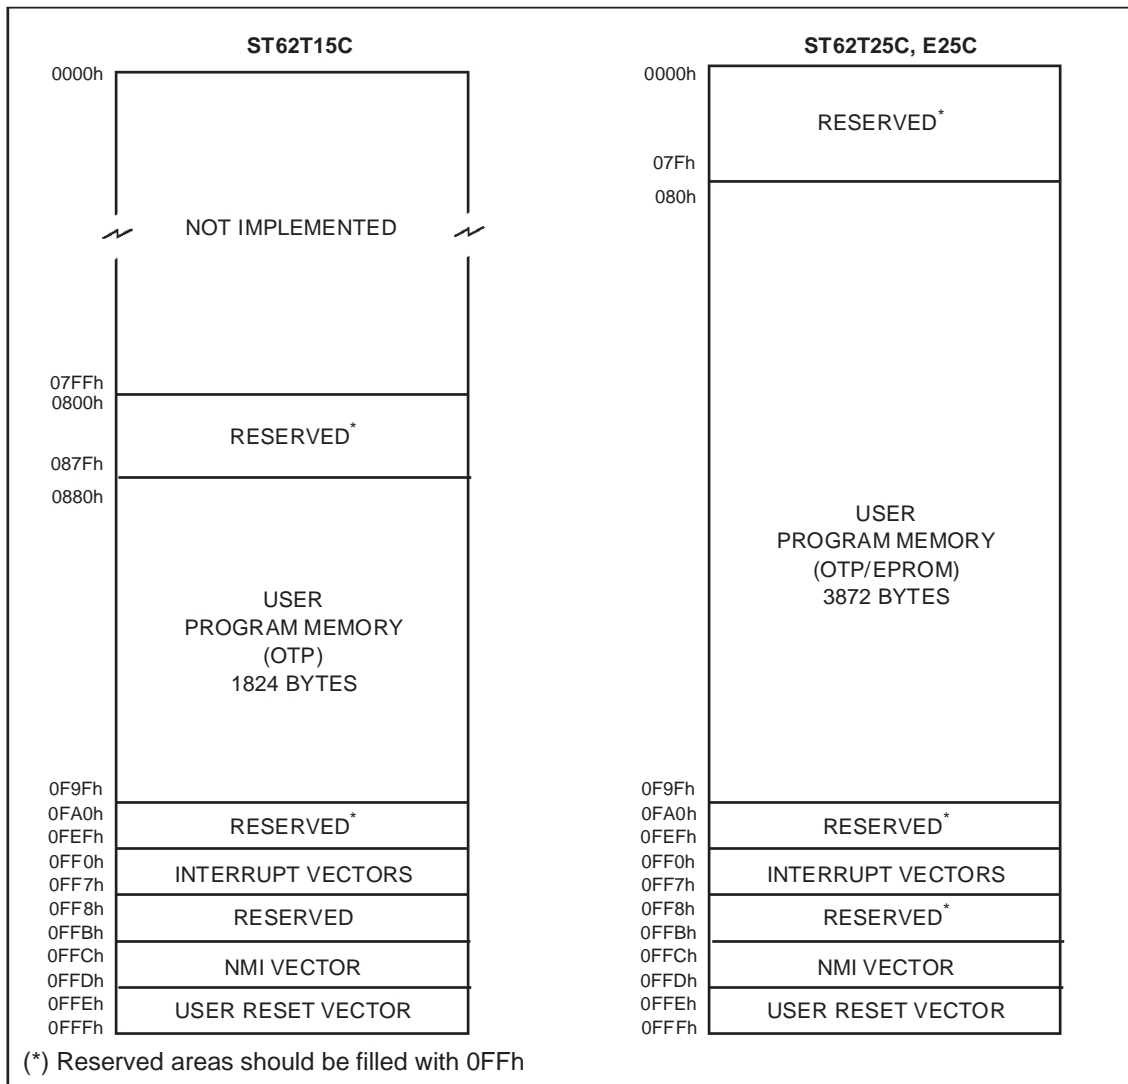 ST62T15C
0000h
NOT IMPLEMENTED
07FFh
0800h
RESERVED*
087Fh
0880h
USER
PROGRAM MEMORY
(OTP)
1824 BYTES
0F9Fh
0FA0h
RESERVED*
0FEFh
0FF0h
INTERRUPT VECTORS
0FF7h
0FF8h
RESERVED
0FFBh
0FFCh
NMI VECTOR
0FFDh
0FFEh
USER RESET VECTOR
0FFFh
ST62T25C, E25C
0000h
RESERVED*
07Fh
080h
USER
PROGRAM MEMORY
(OTP/EPROM)
3872 BYTES
0F9Fh
0FA0h
RESERVED*
0FEFh
0FF0h
INTERRUPT VECTORS
0FF7h
0FF8h
RESERVED*
0FFBh
0FFCh
NMI VECTOR
0FFDh
0FFEh
USER RESET VECTOR
0FFFh
(*) Reserved areas should be filled with 0FFh